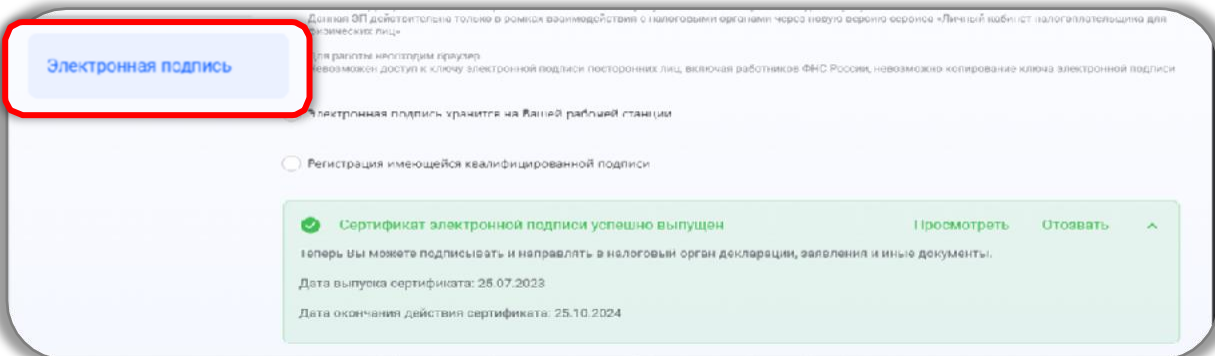 Данная ЭП действительна только в рамках взаимодействия с налоговыми органами через новую версию сервиса «Личный кабинет налогоплательщика для
физических лиц»
Электронная подпись
Для работы необходим браузер
Невозможен доступ к ключу электронной подписи посторонних лиц, включая работников ФНС России, невозможно копирование ключа электронной подписи
Электронная подпись хранится на Вашей рабочей станции
Регистрация имеющейся квалифицированной подписи
Сертификат электронной подписи успешно выпущен Просмотреть Отозвать
Теперь Вы можете подписывать и направлять в налоговый орган декларации, заявления и иные документы.
Дата выпуска сертификата: 25.07.2023
Дата окончания действия сертификата: 25.10.2024